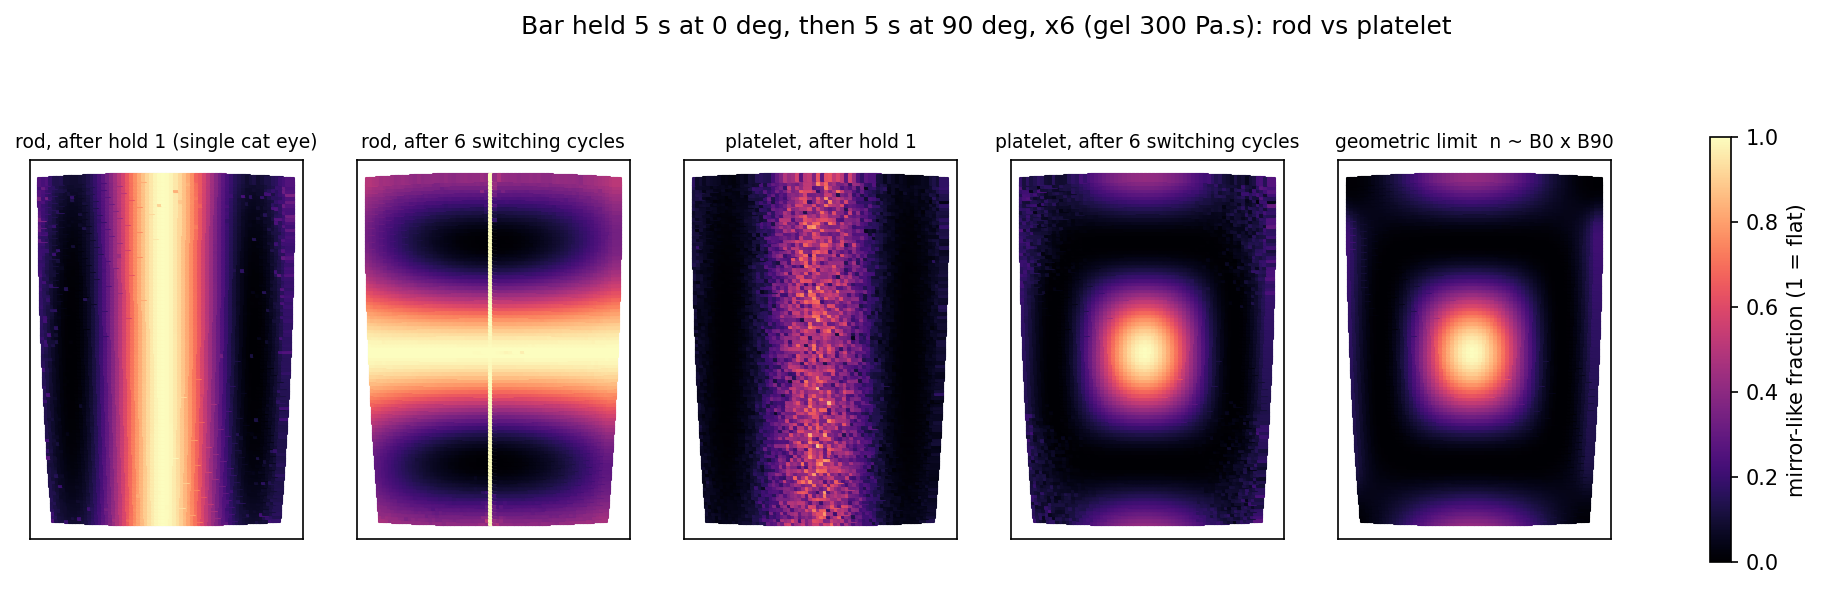 Bar held 5 s at 0 deg, then 5 s at 90 deg, x6 (gel 300 Pa.s): rod vs platelet
rod, after hold 1 (single cat eye)
rod, after 6 switching cycles
platelet, after hold 1
platelet, after 6 switching cycles
geometric limit n ~ B0 x B90
1.0
0.8
0.6
0.4
0.2
0.0
mirror-like fraction (1 = flat)